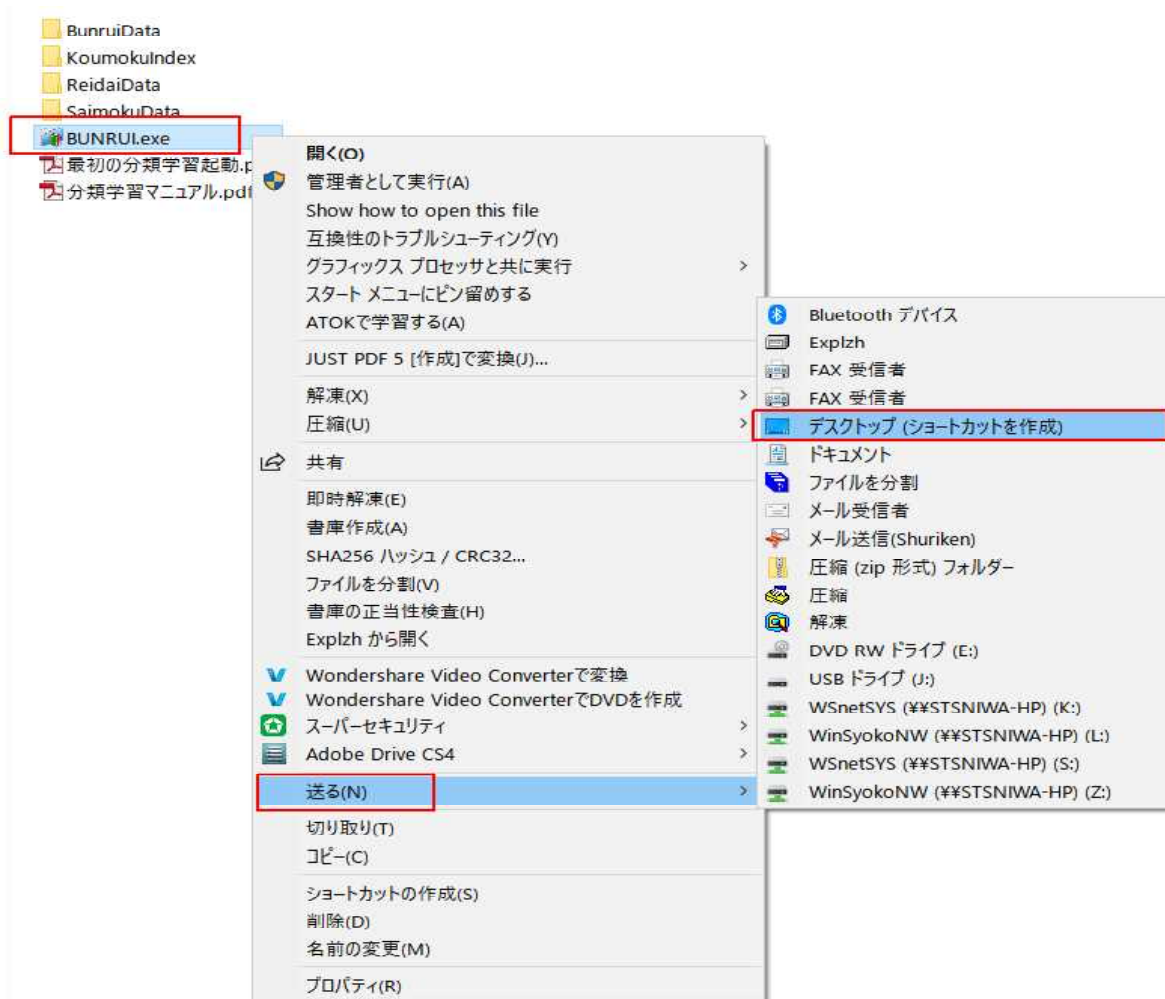 BunruiData
KoumokuIndex
ReidaiData
SaimokuData
BUNRUI.exe
最初の分類学習起動.p
分類学習マニュアル.pdf
開く(O)
管理者として実行(A)
Show how to open this file
互換性のトラブルシューティング(Y)
グラフィックス プロセッサと共に実行
スタート メニューにピン留めする
ATOKで学習する(A)
JUST PDF 5 [作成]で変換(J)...
解凍(X)
圧縮(U)
共有
即時解凍(E)
書庫作成(A)
SHA256 ハッシュ / CRC32...
ファイルを分割(V)
書庫の正当性検査(H)
Explzh から開く
Wondershare Video Converterで変換
Wondershare Video ConverterでDVDを作成
スーパーセキュリティ
Adobe Drive CS4
送る(N)
切り取り(T)
コピー(C)
ショートカットの作成(S)
削除(D)
名前の変更(M)
プロパティ(R)
Bluetooth デバイス
Explzh
FAX 受信者
FAX 受信者
デスクトップ (ショートカットを作成)
ドキュメント
ファイルを分割
メール受信者
メール送信(Shuriken)
圧縮 (zip 形式) フォルダー
圧縮
解凍
DVD RW ドライブ (E:)
USB ドライブ (J:)
WSnetSYS (¥¥STSNIWA-HP) (K:)
WinSyokoNW (¥¥STSNIWA-HP) (L:)
WSnetSYS (¥¥STSNIWA-HP) (S:)
WinSyokoNW (¥¥STSNIWA-HP) (Z:)